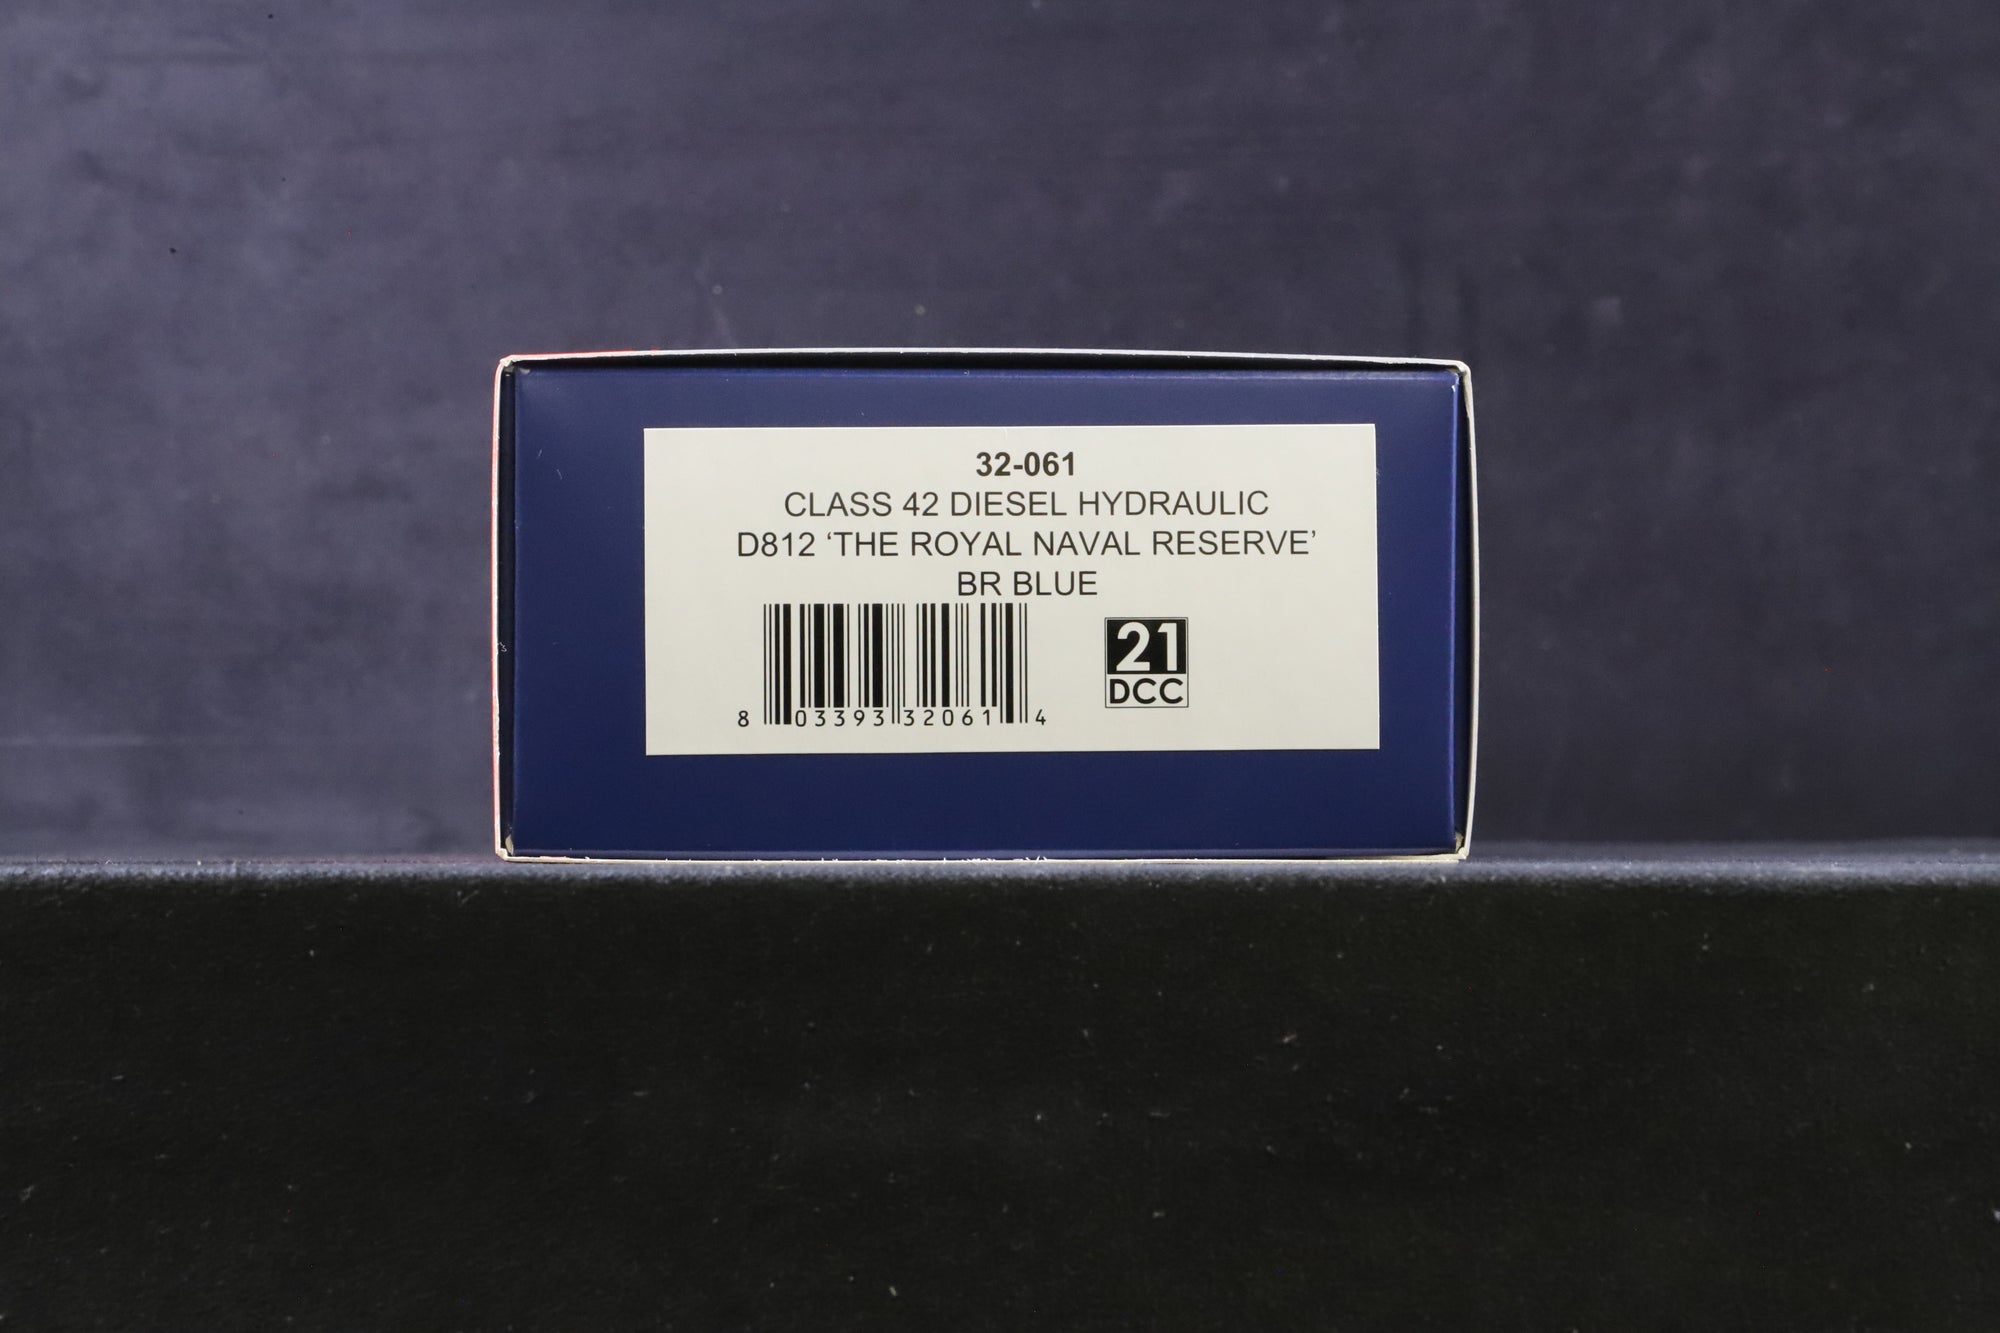 32-061
CLASS 42 DIESEL HYDRAULIC
D812 ‘THE ROYAL NAVAL RESERVE’
BR BLUE
21
DCC
8 03393 32061 4